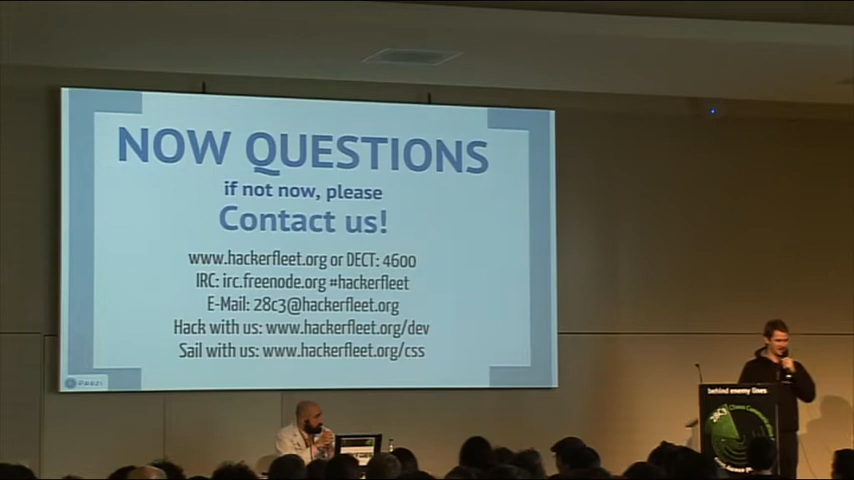 NOW QUESTIONS
if not now, please
Contact us!
www.hackerfleet.org or DECT: 4600
IRC: irc.freenode.org #hackerfleet
E-Mail: 28c3@hackerfleet.org
Hack with us: www.hackerfleet.org/dev
Sail with us: www.hackerfleet.org/css
PREZI
behind enemy lines
28C3